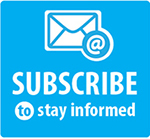 @
SUBSCRIBE
to stay informed